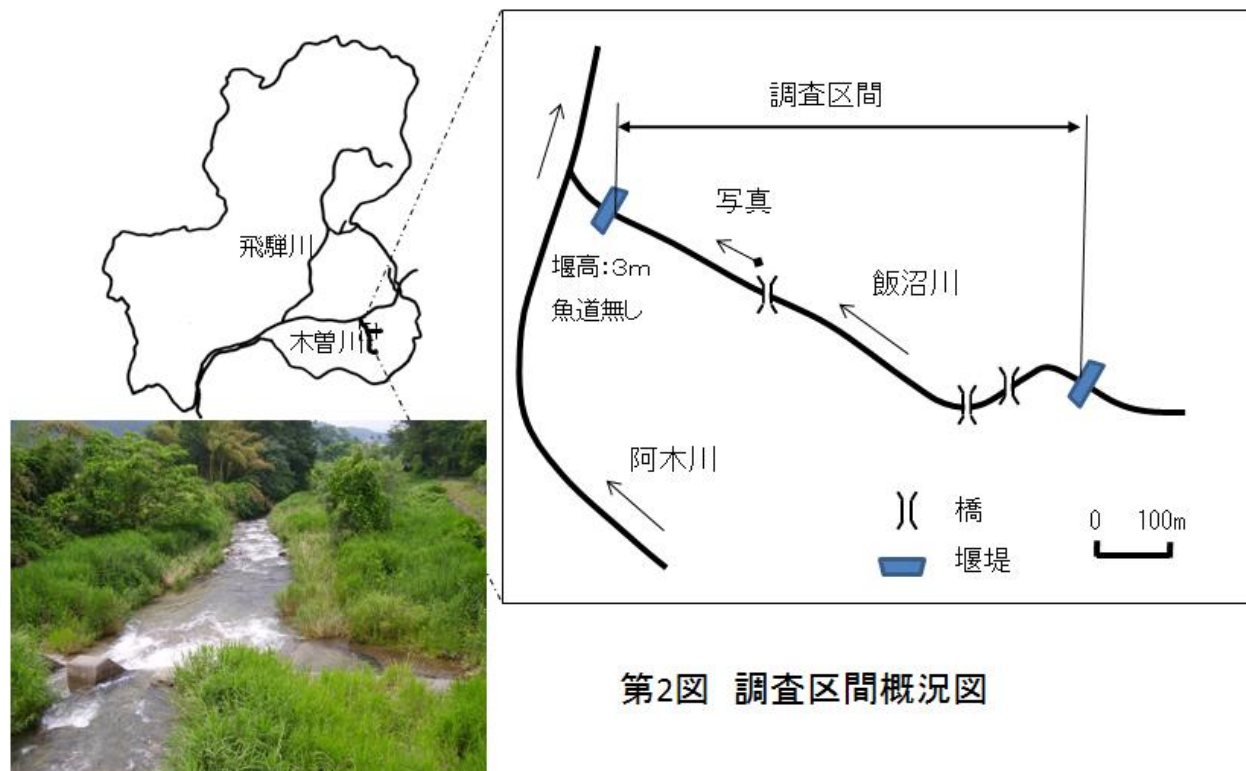 飛騨川
木曽川
調査区間
写真
堰高:3m
魚道無し
飯沼川
阿木川
橋
堰堤
0 100m
第2図 調査区間概況図